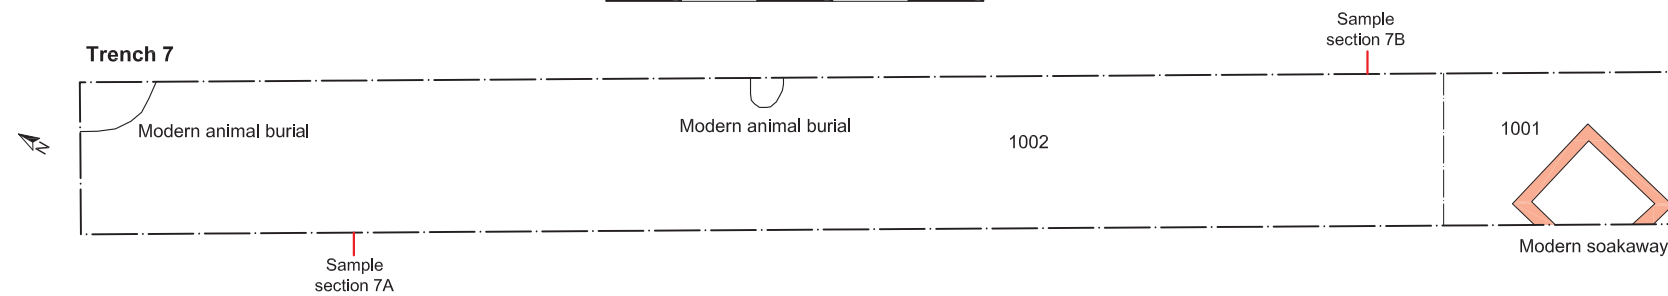 Sample
section 7B
Trench 7
Modern animal burial
Modern animal burial
1002
1001
N
Modern soakaway
Sample
section 7A